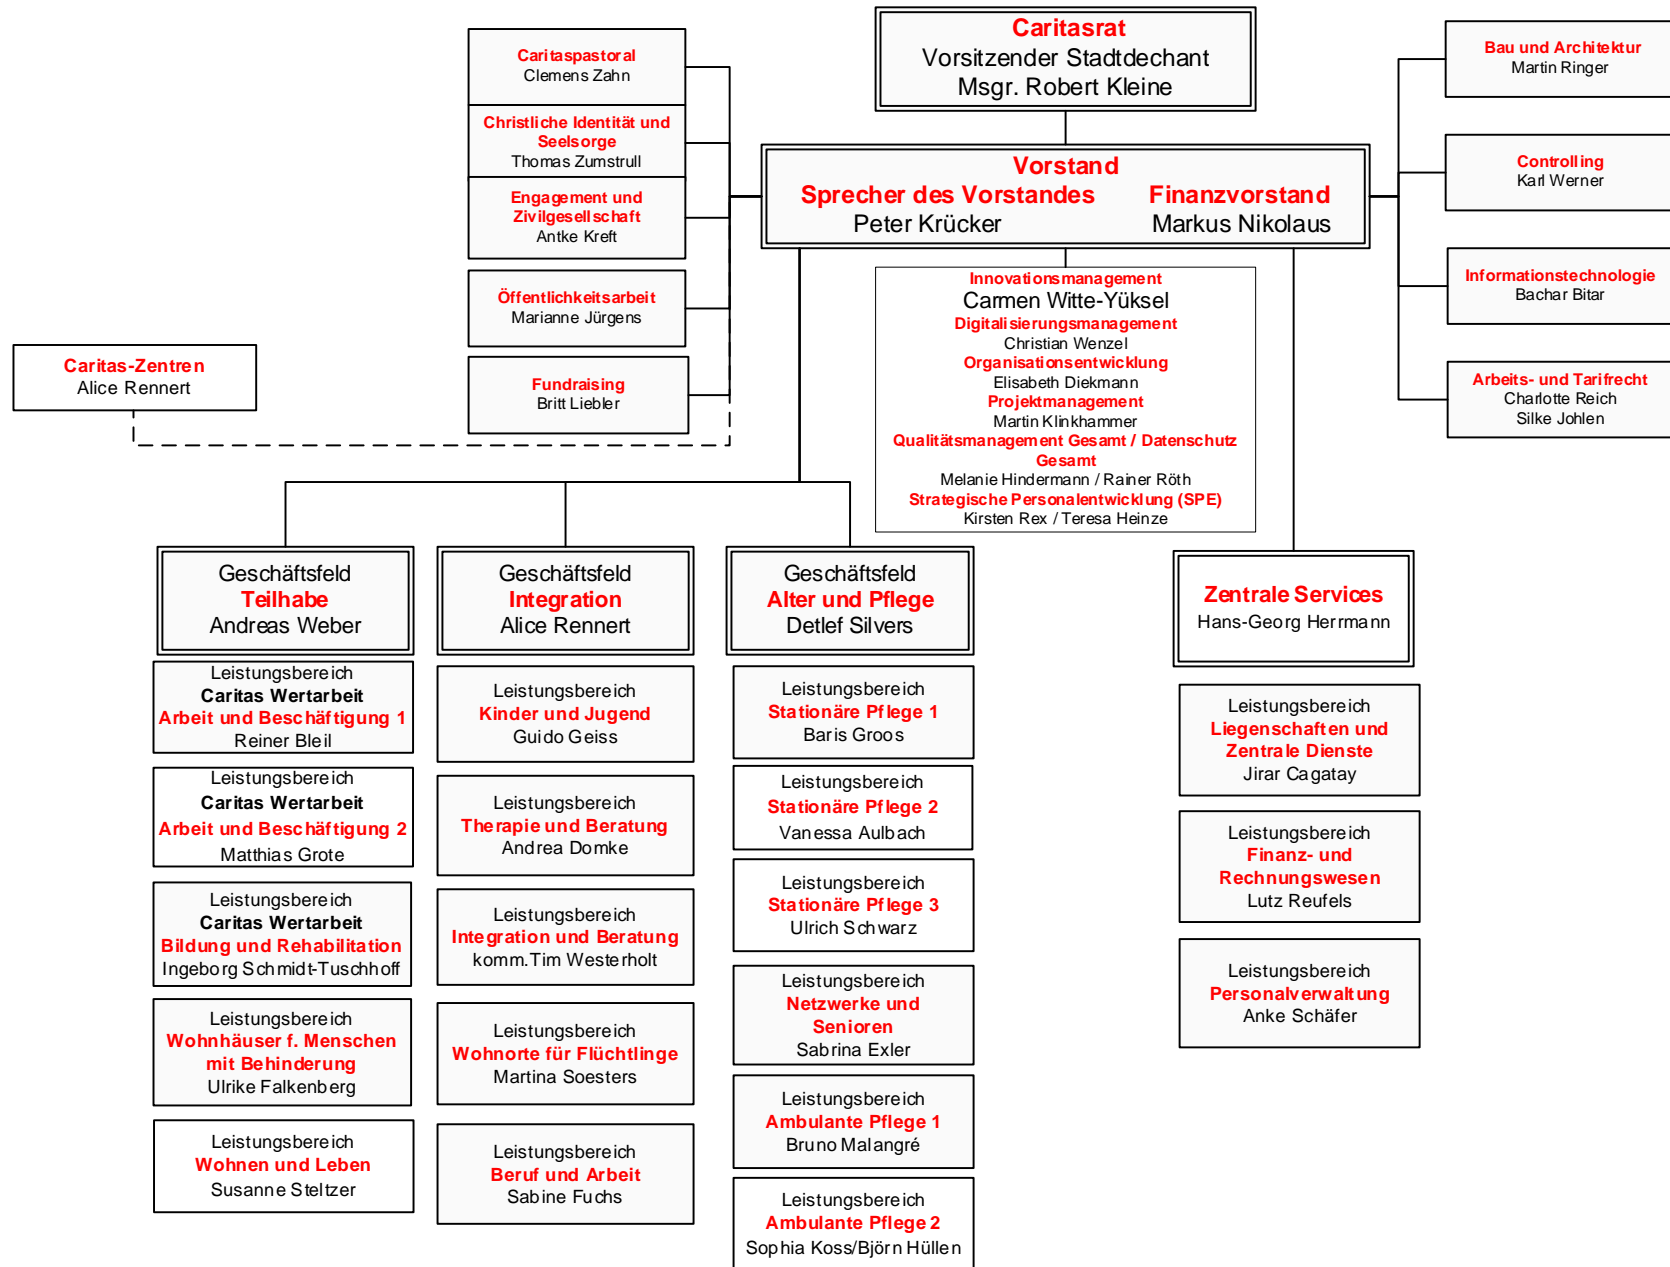 Caritasrat
Vorsitzender Stadtdechant
Msgr. Robert Kleine
Caritaspastoral
Clemens Zahn
Christliche Identität und
Seelsorge
Thomas Zumstrull
Engagement und
Zivilgesellschaft
Antke Kreft
Öffentlichkeitsarbeit
Marianne Jürgens
Fundraising
Britt Liebler
Caritas-Zentren
Alice Rennert
Vorstand
Sprecher des Vorstandes Finanzvorstand
Peter Krücker Markus Nikolaus
Bau und Architektur
Martin Ringer
Controlling
Karl Werner
Informationstechnologie
Bachar Bitar
Arbeits- und Tarifrecht
Charlotte Reich
Silke Johlen
Innovationsmanagement
Carmen Witte-Yüksel
Digitalisierungsmanagement
Christian Wenzel
Organisationsentwicklung
Elisabeth Diekmann
Projektmanagement
Martin Klinkhammer
Qualitätsmanagement Gesamt / Datenschutz
Gesamt
Melanie Hindermann / Rainer Röth
Strategische Personalentwicklung (SPE)
Kirsten Rex / Teresa Heinze
Geschäftsfeld
Teilhabe
Andreas Weber
Leistungsbereich
Caritas Wertarbeit
Arbeit und Beschäftigung 1
Reiner Bleil
Leistungsbereich
Caritas Wertarbeit
Arbeit und Beschäftigung 2
Matthias Grote
Leistungsbereich
Caritas Wertarbeit
Bildung und Rehabilitation
Ingeborg Schmidt-Tuschhoff
Leistungsbereich
Wohnhäuser f. Menschen
mit Behinderung
Ulrike Falkenberg
Leistungsbereich
Wohnen und Leben
Susanne Steltzer
Geschäftsfeld
Integration
Alice Rennert
Leistungsbereich
Kinder und Jugend
Guido Geiss
Leistungsbereich
Therapie und Beratung
Andrea Domke
Leistungsbereich
Integration und Beratung
komm.Tim Westerholt
Leistungsbereich
Wohnorte für Flüchtlinge
Martina Soesters
Leistungsbereich
Beruf und Arbeit
Sabine Fuchs
Geschäftsfeld
Alter und Pflege
Detlef Silvers
Leistungsbereich
Stationäre Pflege 1
Baris Groos
Leistungsbereich
Stationäre Pflege 2
Vanessa Aulbach
Leistungsbereich
Stationäre Pflege 3
Ulrich Schwarz
Leistungsbereich
Netzwerke und
Senioren
Sabrina Exler
Leistungsbereich
Ambulante Pflege 1
Bruno Malangré
Leistungsbereich
Ambulante Pflege 2
Sophia Koss/Björn Hüllen
Zentrale Services
Hans-Georg Herrmann
Leistungsbereich
Liegenschaften und
Zentrale Dienste
Jirar Cagatay
Leistungsbereich
Finanz- und
Rechnungswesen
Lutz Reufels
Leistungsbereich
Personalverwaltung
Anke Schäfer